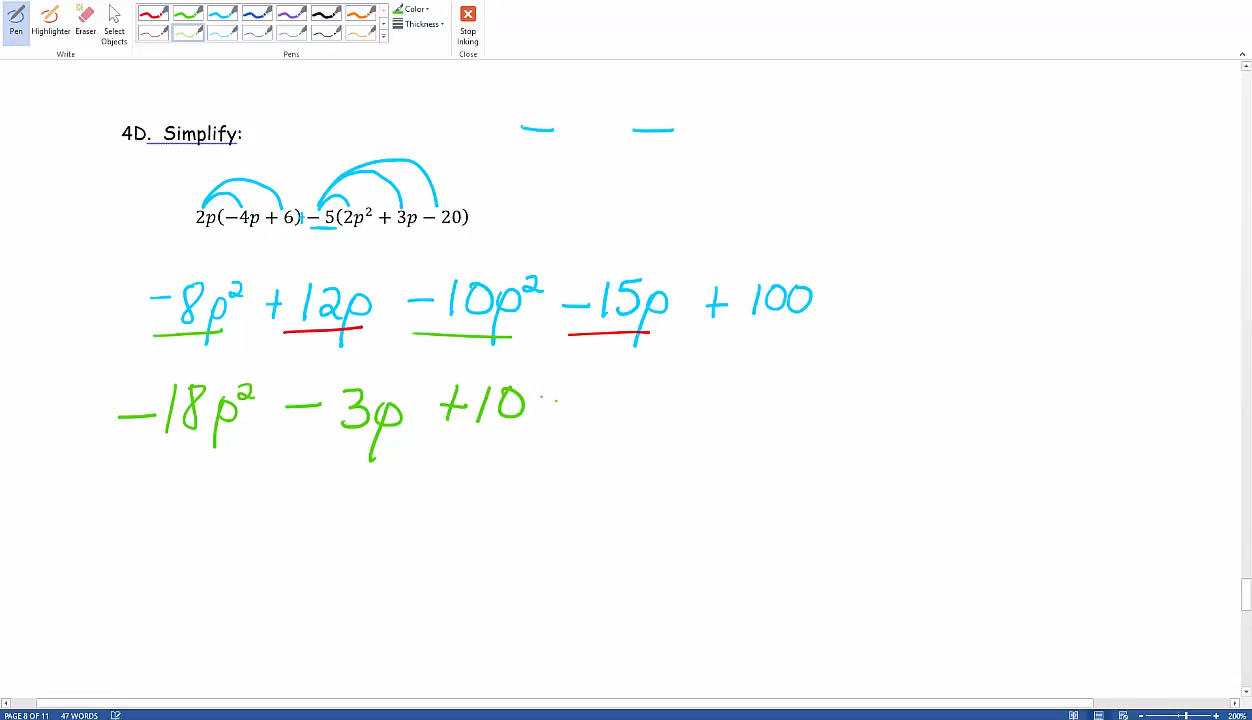 Pen
Highlighter
Eraser
Select Objects
Color
Thickness
Stop Inking
Write
Pens
Close
4D. Simplify:
2p(−4p + 6)+− 5(2p² + 3p − 20)
-8p² +12p -10p² -15p + 100
-18p² - 3p +10
PAGE 8 OF 11
47 WORDS
200%